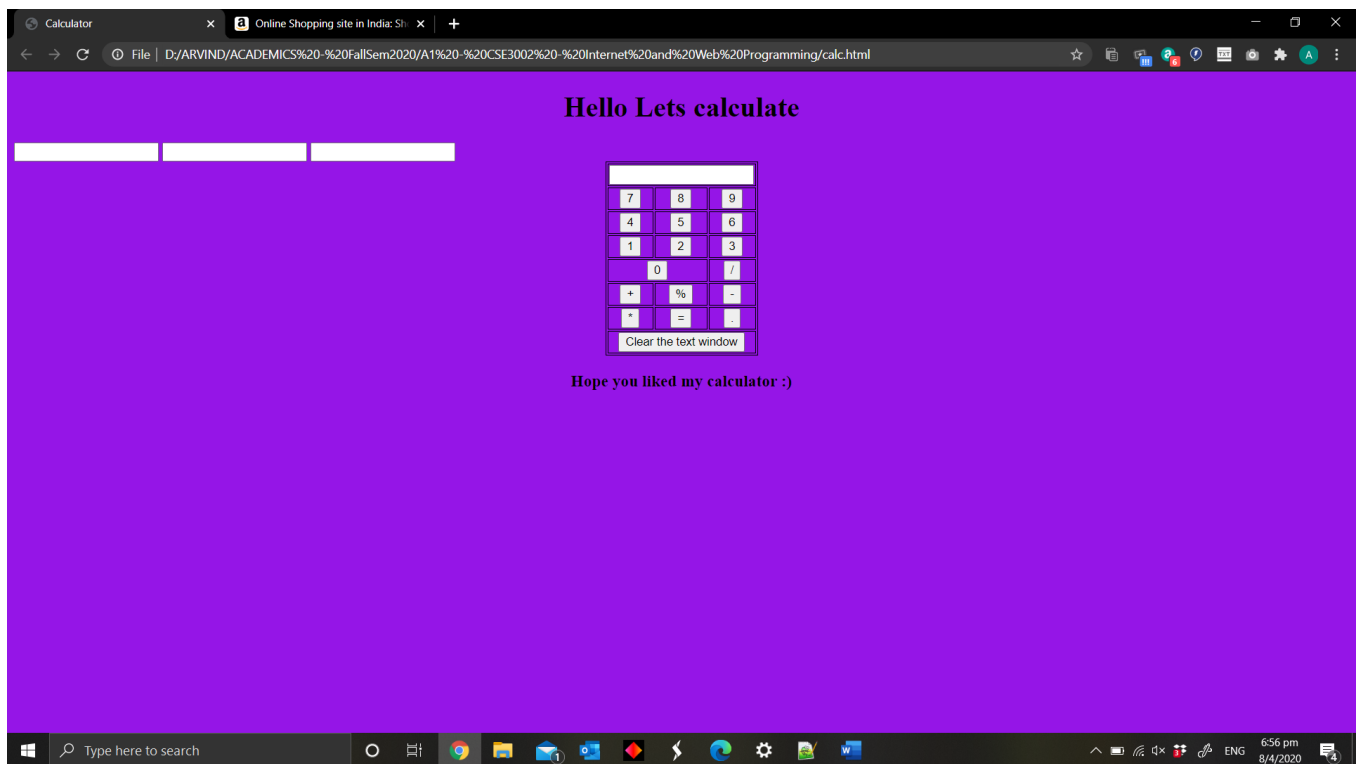 Calculator
Online Shopping site in India: Sh
File | D:/ARVIND/ACADEMICS%20-%20FallSem2020/A1%20-%20CSE3002%20-%20Internet%20and%20Web%20Programming/calc.html
A
Hello Lets calculate
7 8 9
4 5 6
1 2 3
0 /
+ % -
* = .
Clear the text window
Hope you liked my calculator :)
Type here to search
ENG
6:56 pm
8/4/2020